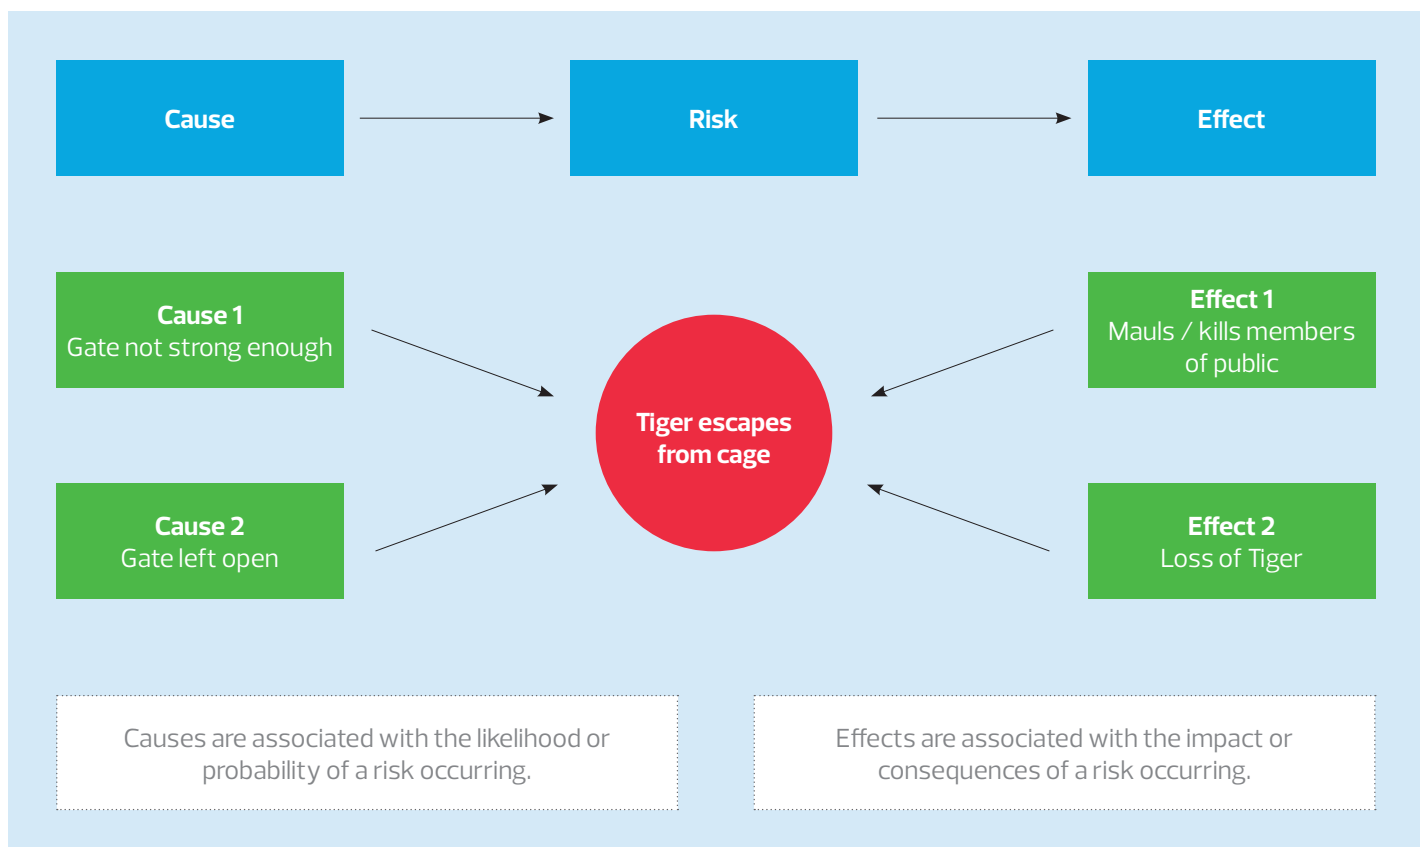 Cause
Risk
Effect
Cause 1
Gate not strong enough
Effect 1
Mauls / kills members
of public
Tiger escapes
from cage
Cause 2
Gate left open
Effect 2
Loss of Tiger
Causes are associated with the likelihood or
probability of a risk occurring.
Effects are associated with the impact or
consequences of a risk occurring.